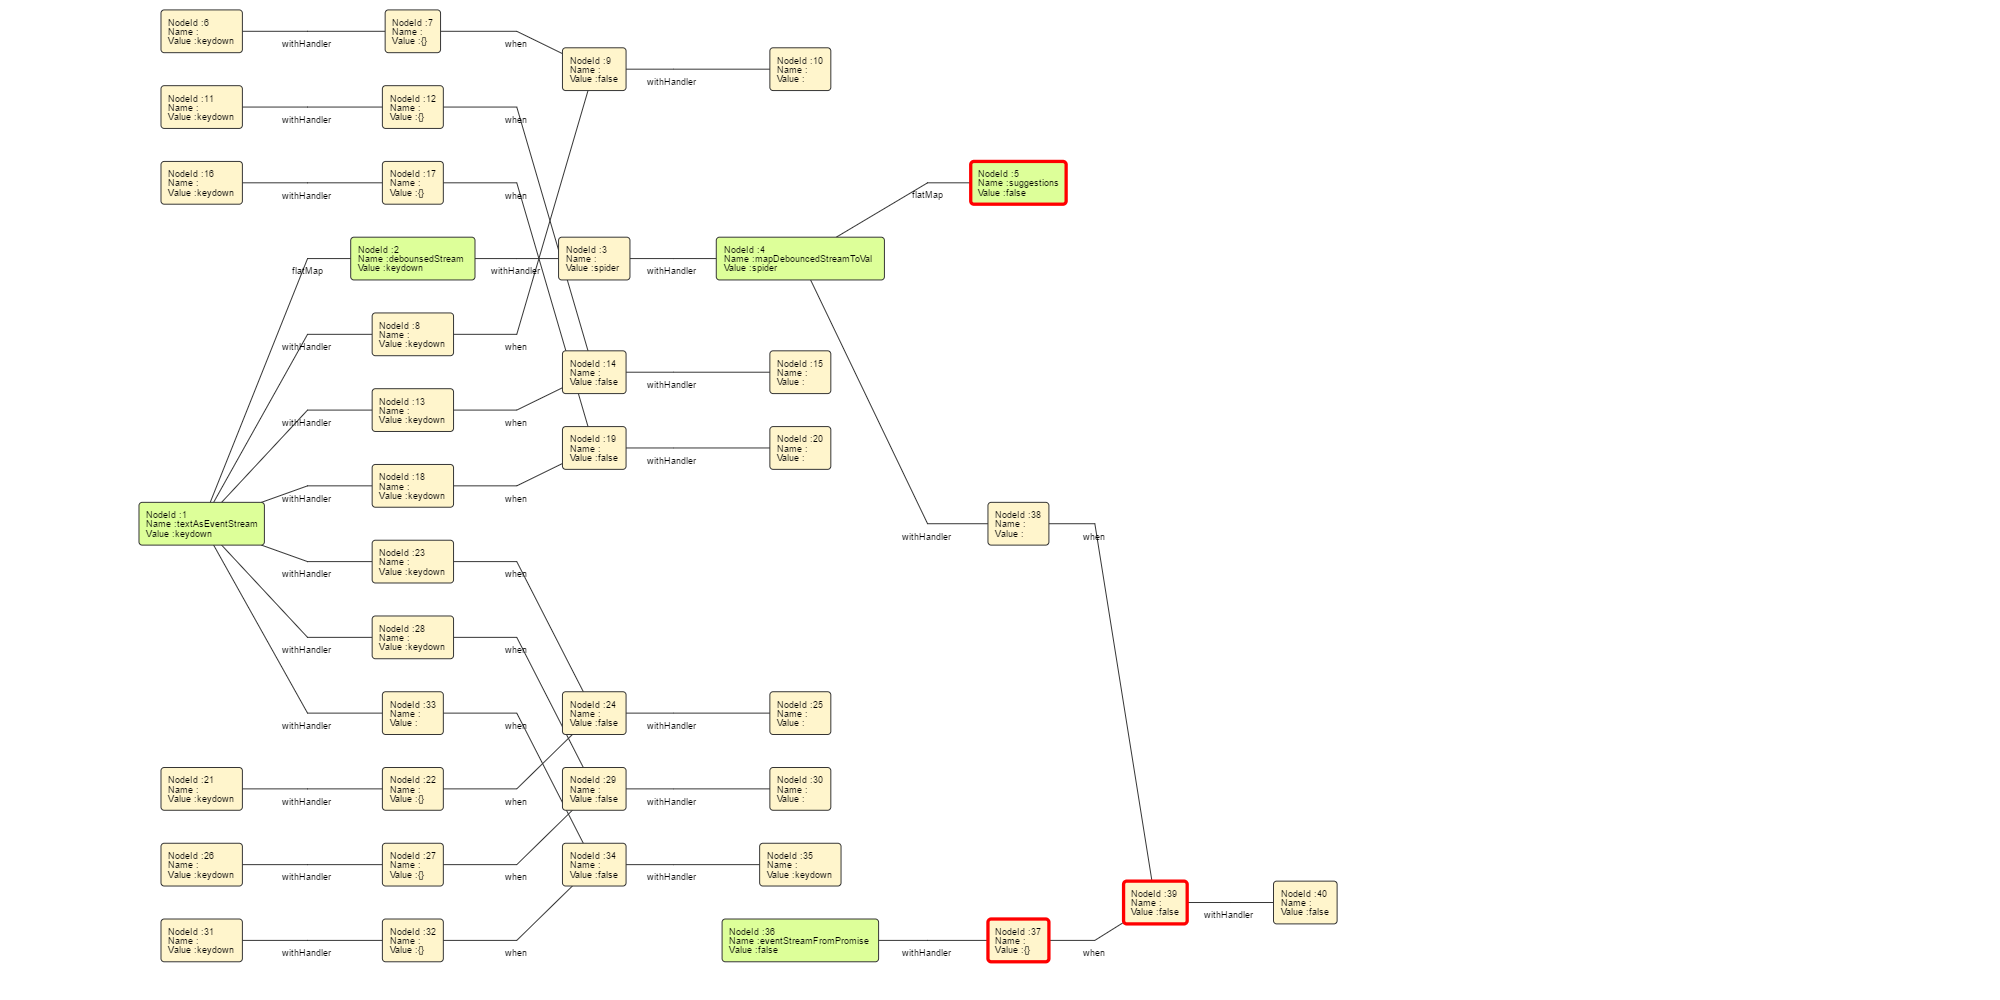 NodeId :6
Name :
Value :keydown
withHandler
NodeId :7
Name :
Value :{}
when
NodeId :9
Name :
Value :false
withHandler
NodeId :10
Name :
Value :
NodeId :11
Name :
Value :keydown
withHandler
NodeId :12
Name :
Value :{}
when
NodeId :16
Name :
Value :keydown
withHandler
NodeId :17
Name :
Value :{}
when
flatMap
NodeId :5
Name :suggestions
Value :false
flatMap
NodeId :2
Name :debounsedStream
Value :keydown
withHandler
NodeId :3
Name :
Value :spider
withHandler
NodeId :4
Name :mapDebouncedStreamToVal
Value :spider
withHandler
NodeId :8
Name :
Value :keydown
when
NodeId :14
Name :
Value :false
withHandler
NodeId :15
Name :
Value :
withHandler
NodeId :13
Name :
Value :keydown
when
NodeId :19
Name :
Value :false
withHandler
NodeId :20
Name :
Value :
withHandler
NodeId :18
Name :
Value :keydown
when
NodeId :1
Name :textAsEventStream
Value :keydown
withHandler
NodeId :38
Name :
Value :
when
withHandler
NodeId :23
Name :
Value :keydown
when
withHandler
NodeId :28
Name :
Value :keydown
when
withHandler
NodeId :33
Name :
Value :
when
NodeId :24
Name :
Value :false
withHandler
NodeId :25
Name :
Value :
NodeId :21
Name :
Value :keydown
withHandler
NodeId :22
Name :
Value :{}
when
NodeId :29
Name :
Value :false
withHandler
NodeId :30
Name :
Value :
NodeId :26
Name :
Value :keydown
withHandler
NodeId :27
Name :
Value :{}
when
NodeId :34
Name :
Value :false
withHandler
NodeId :35
Name :
Value :keydown
NodeId :39
Name :
Value :false
withHandler
NodeId :40
Name :
Value :false
NodeId :31
Name :
Value :keydown
withHandler
NodeId :32
Name :
Value :{}
when
NodeId :36
Name :eventStreamFromPromise
Value :false
withHandler
NodeId :37
Name :
Value :{}
when